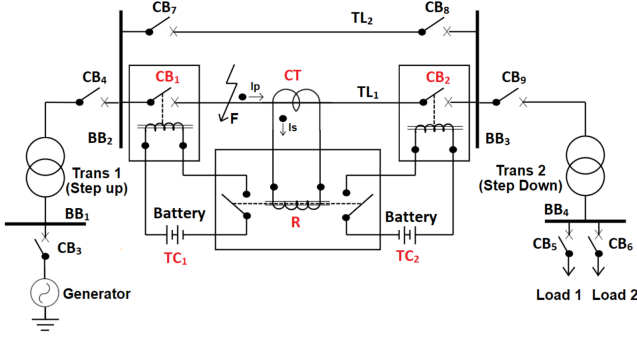 CB7
TL2
CB8
CB4
CB1
CT
CB2
CB9
Ip
TL1
F
Is
BB2
BB3
Trans 1
(Step up)
Trans 2
(Step Down)
Battery
R
Battery
BB1
BB4
TC1
TC2
CB3
CB5
CB6
Generator
Load 1
Load 2